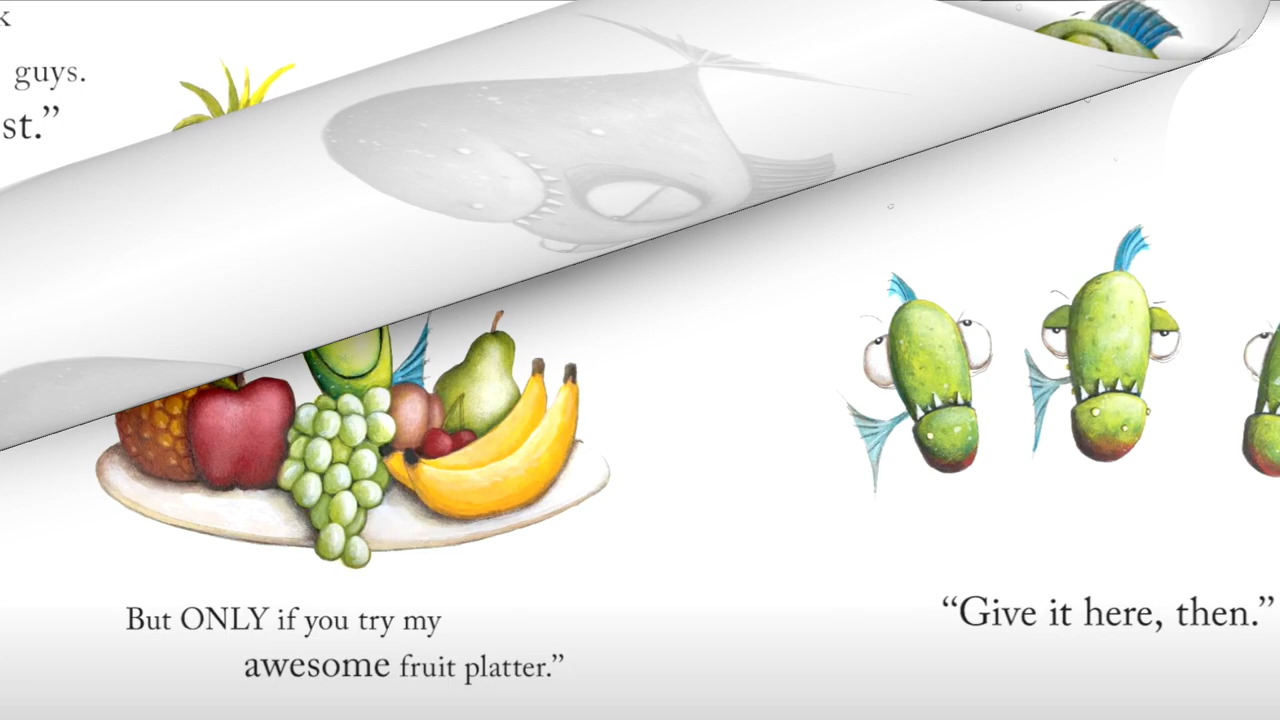 guys.
st.”
But ONLY if you try my
awesome fruit platter.”
“Give it here, then.”